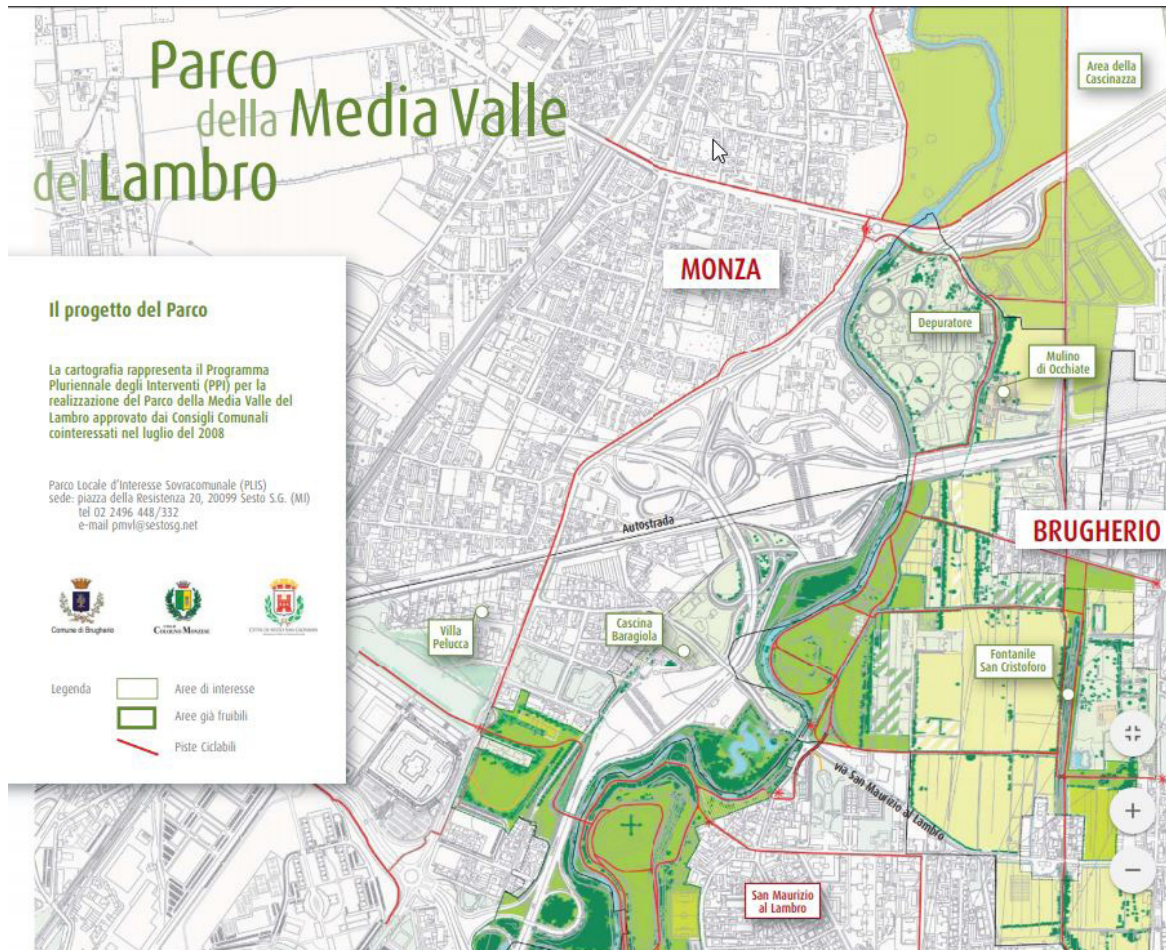 Parco
della Media Valle
del Lambro
Il progetto del Parco
La cartografia rappresenta il Programma
Pluriennale degli Interventi (PPI) per la
realizzazione del Parco della Media Valle del
Lambro approvato dai Consigli Comunali
cointeressati nel luglio del 2008
Parco Locale d'Interesse Sovracomunale (PLIS)
sede: piazza della Resistenza 20, 20099 Sesto S.G. (MI)
tel 02 2496 448/332
e-mail pmvl@sestosg.net
Comune di Brugherio
Cologno Monzese
Legenda
Aree di interesse
Aree già fruibili
Piste Ciclabili
Area della
Cascinazza
MONZA
Depuratore
Mulino
di Occhiate
Autostrada
BRUGHERIO
Villa
Pelucca
Cascina
Baragiola
Fontanile
San Cristoforo
via San Maurizio al Lambro
San Maurizio
al Lambro